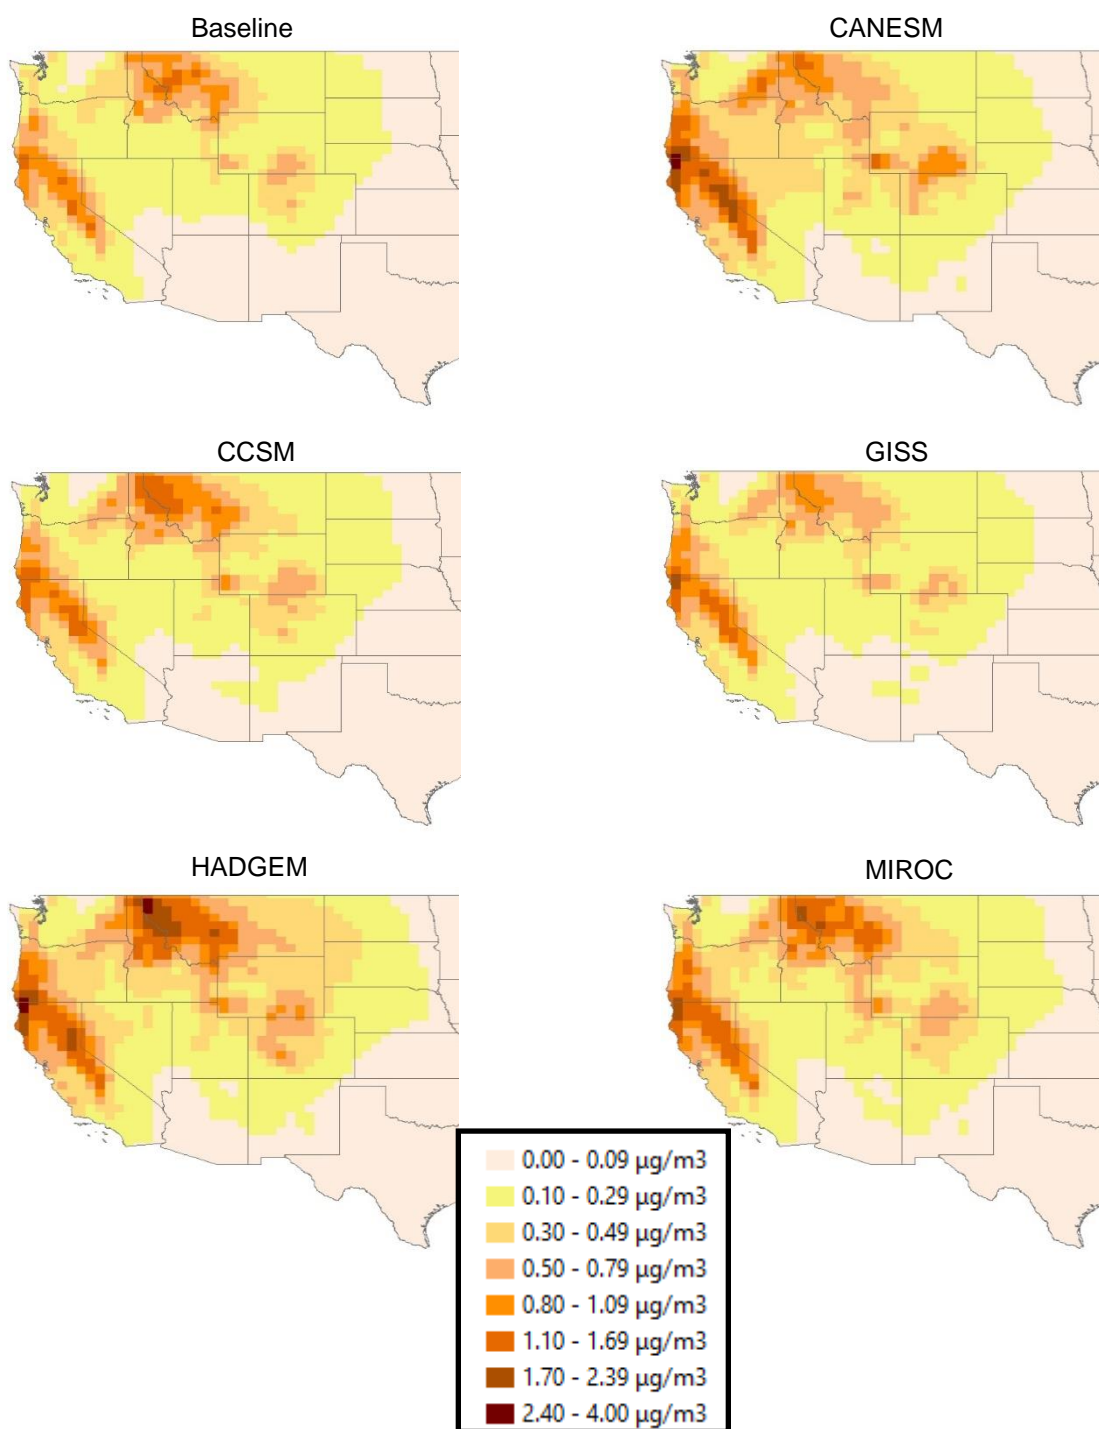 Baseline
CANESM
CCSM
GISS
HADGEM
MIROC
0.00 - 0.09 µg/m3
0.10 - 0.29 µg/m3
0.30 - 0.49 µg/m3
0.50 - 0.79 µg/m3
0.80 - 1.09 µg/m3
1.10 - 1.69 µg/m3
1.70 - 2.39 µg/m3
2.40 - 4.00 µg/m3